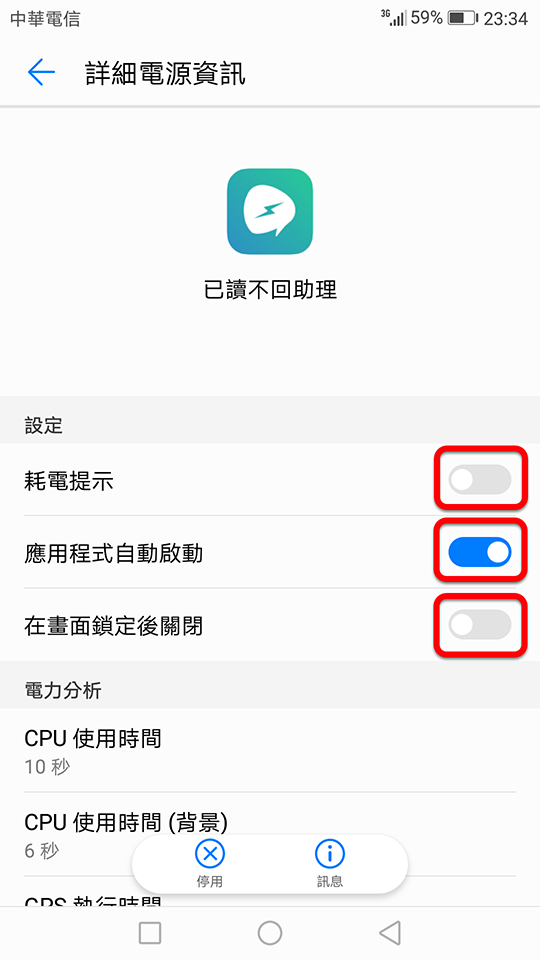 中華電信 3G 59% 23:34
詳細電源資訊
已讀不回助理
設定
耗電提示
應用程式自動啟動
在畫面鎖定後關閉
電力分析
CPU 使用時間
10 秒
CPU 使用時間 (背景)
6 秒
停用 訊息
GPS 執行時間